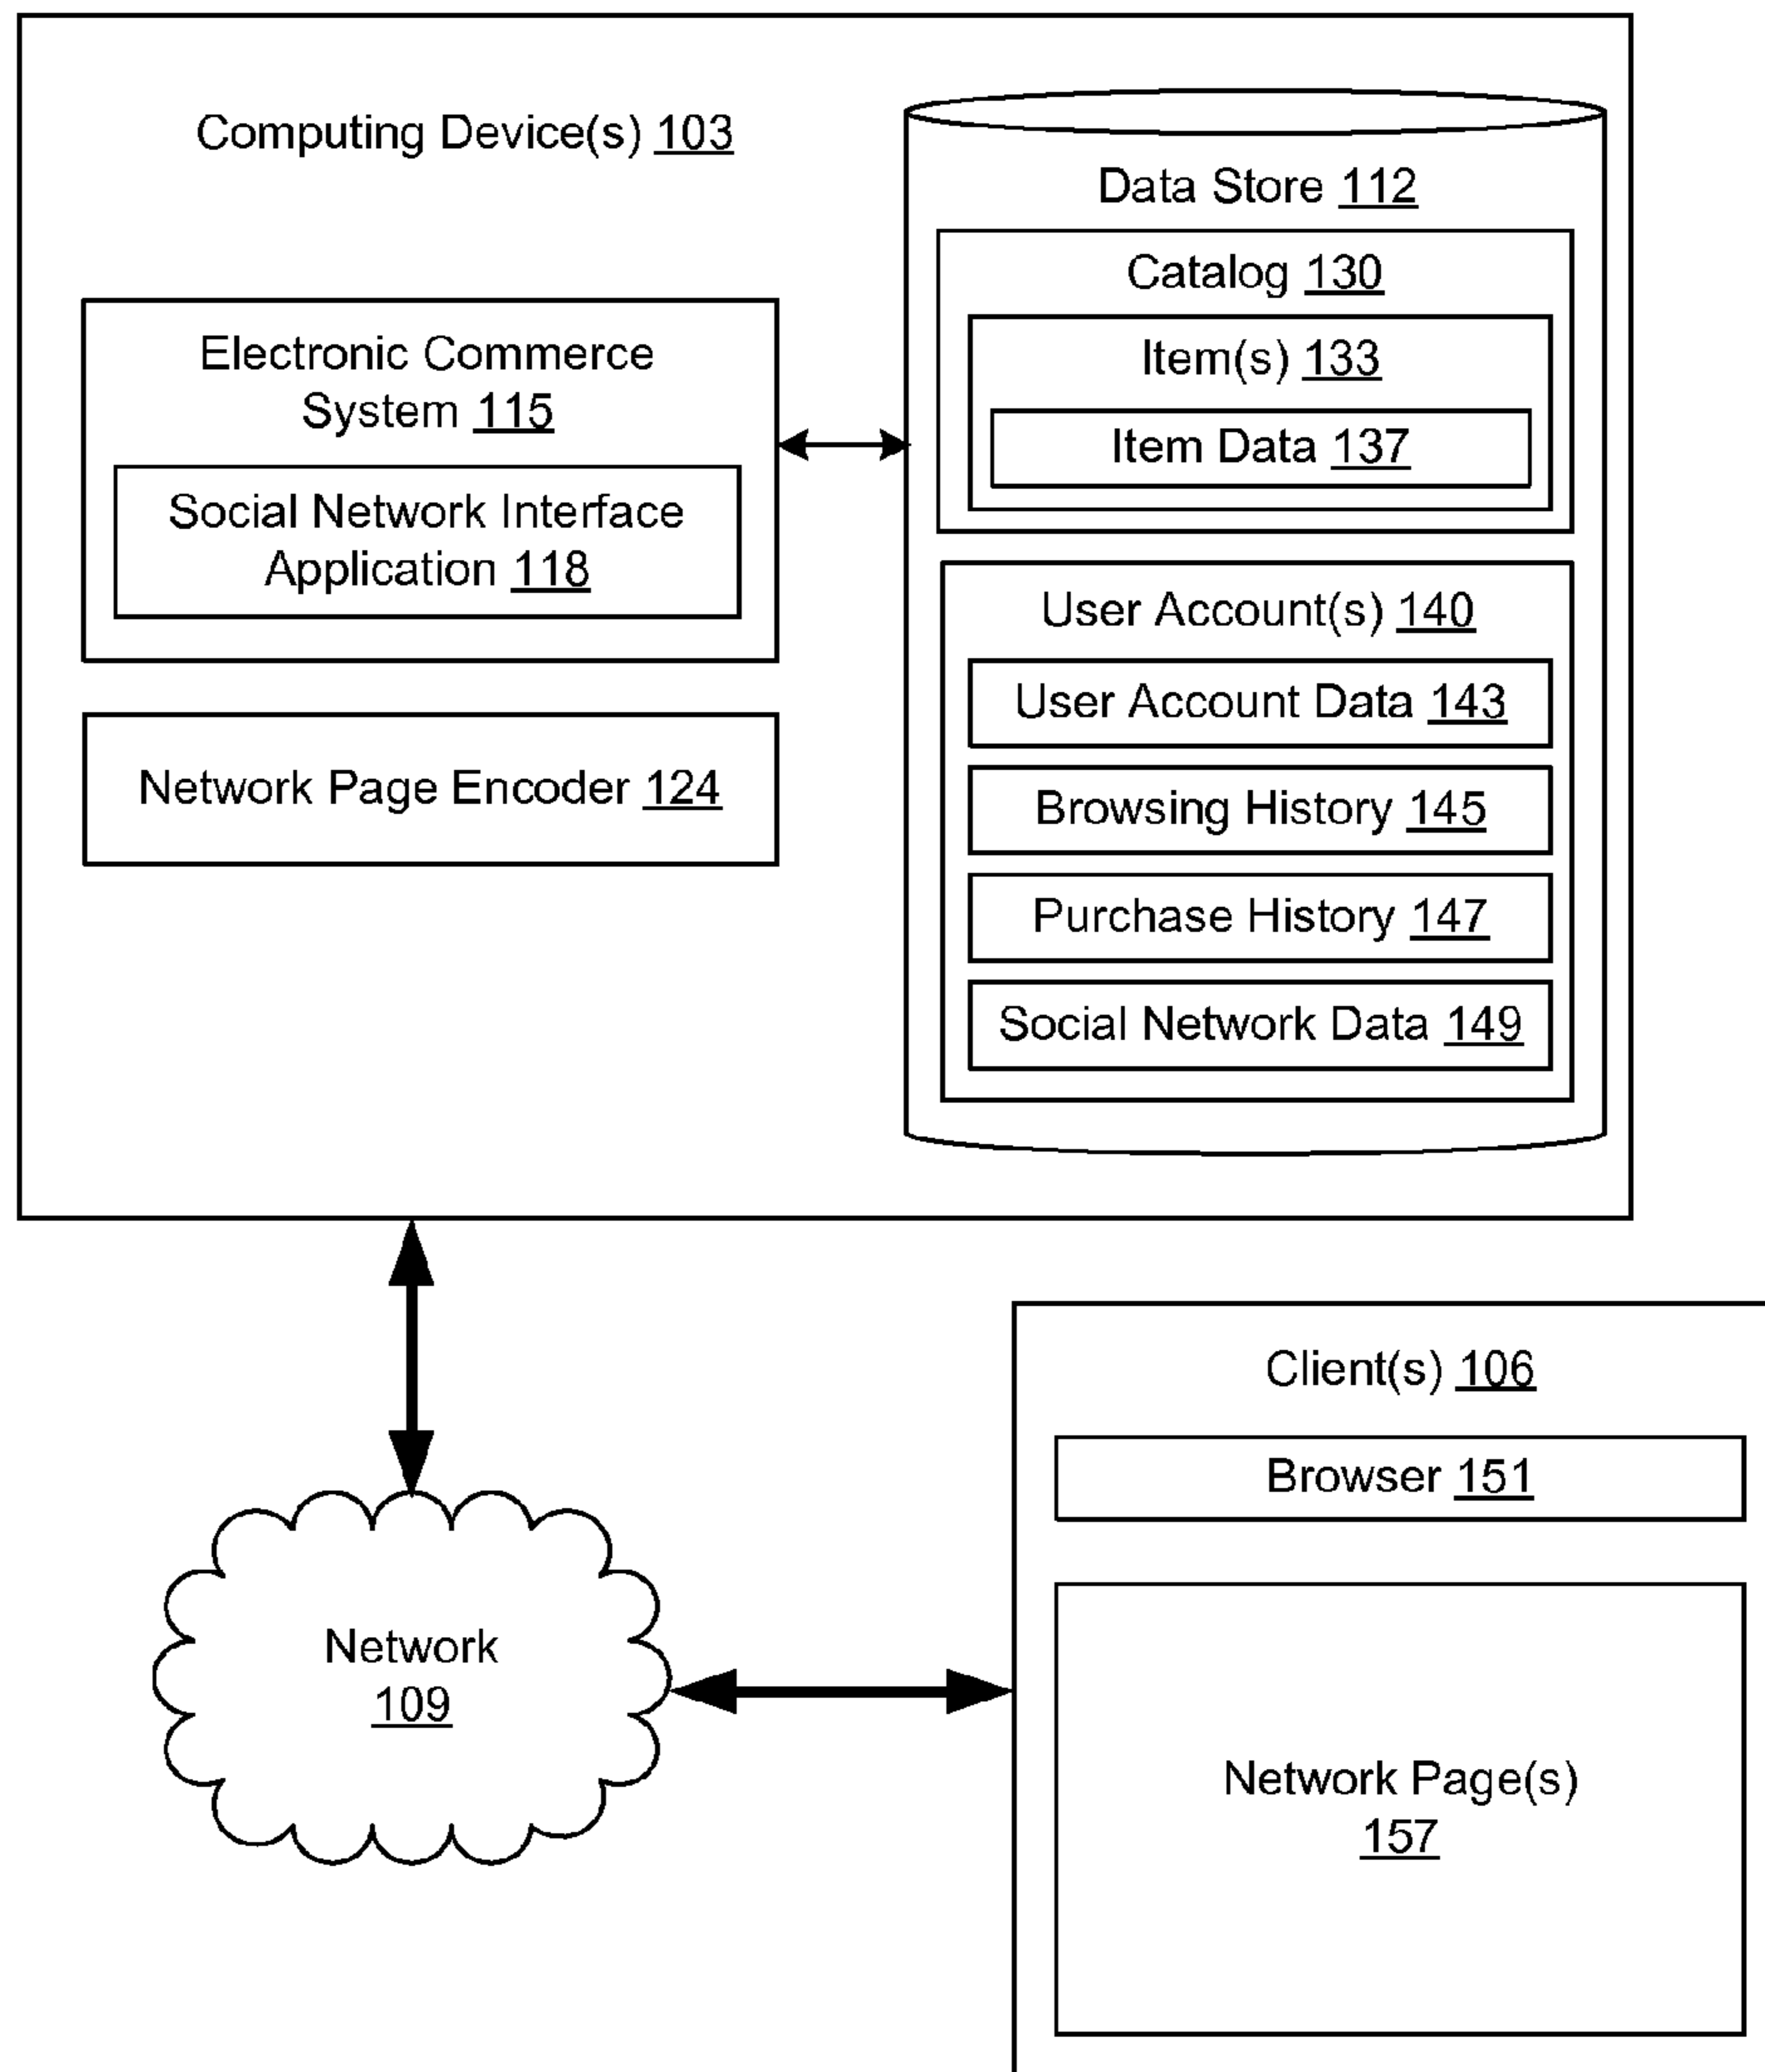 Computing Device(s) 103
Electronic Commerce
System 115
Social Network Interface
Application 118
Network Page Encoder 124
Data Store 112
Catalog 130
Item(s) 133
Item Data 137
User Account(s) 140
User Account Data 143
Browsing History 145
Purchase History 147
Social Network Data 149
Network
109
Client(s) 106
Browser 151
Network Page(s)
157